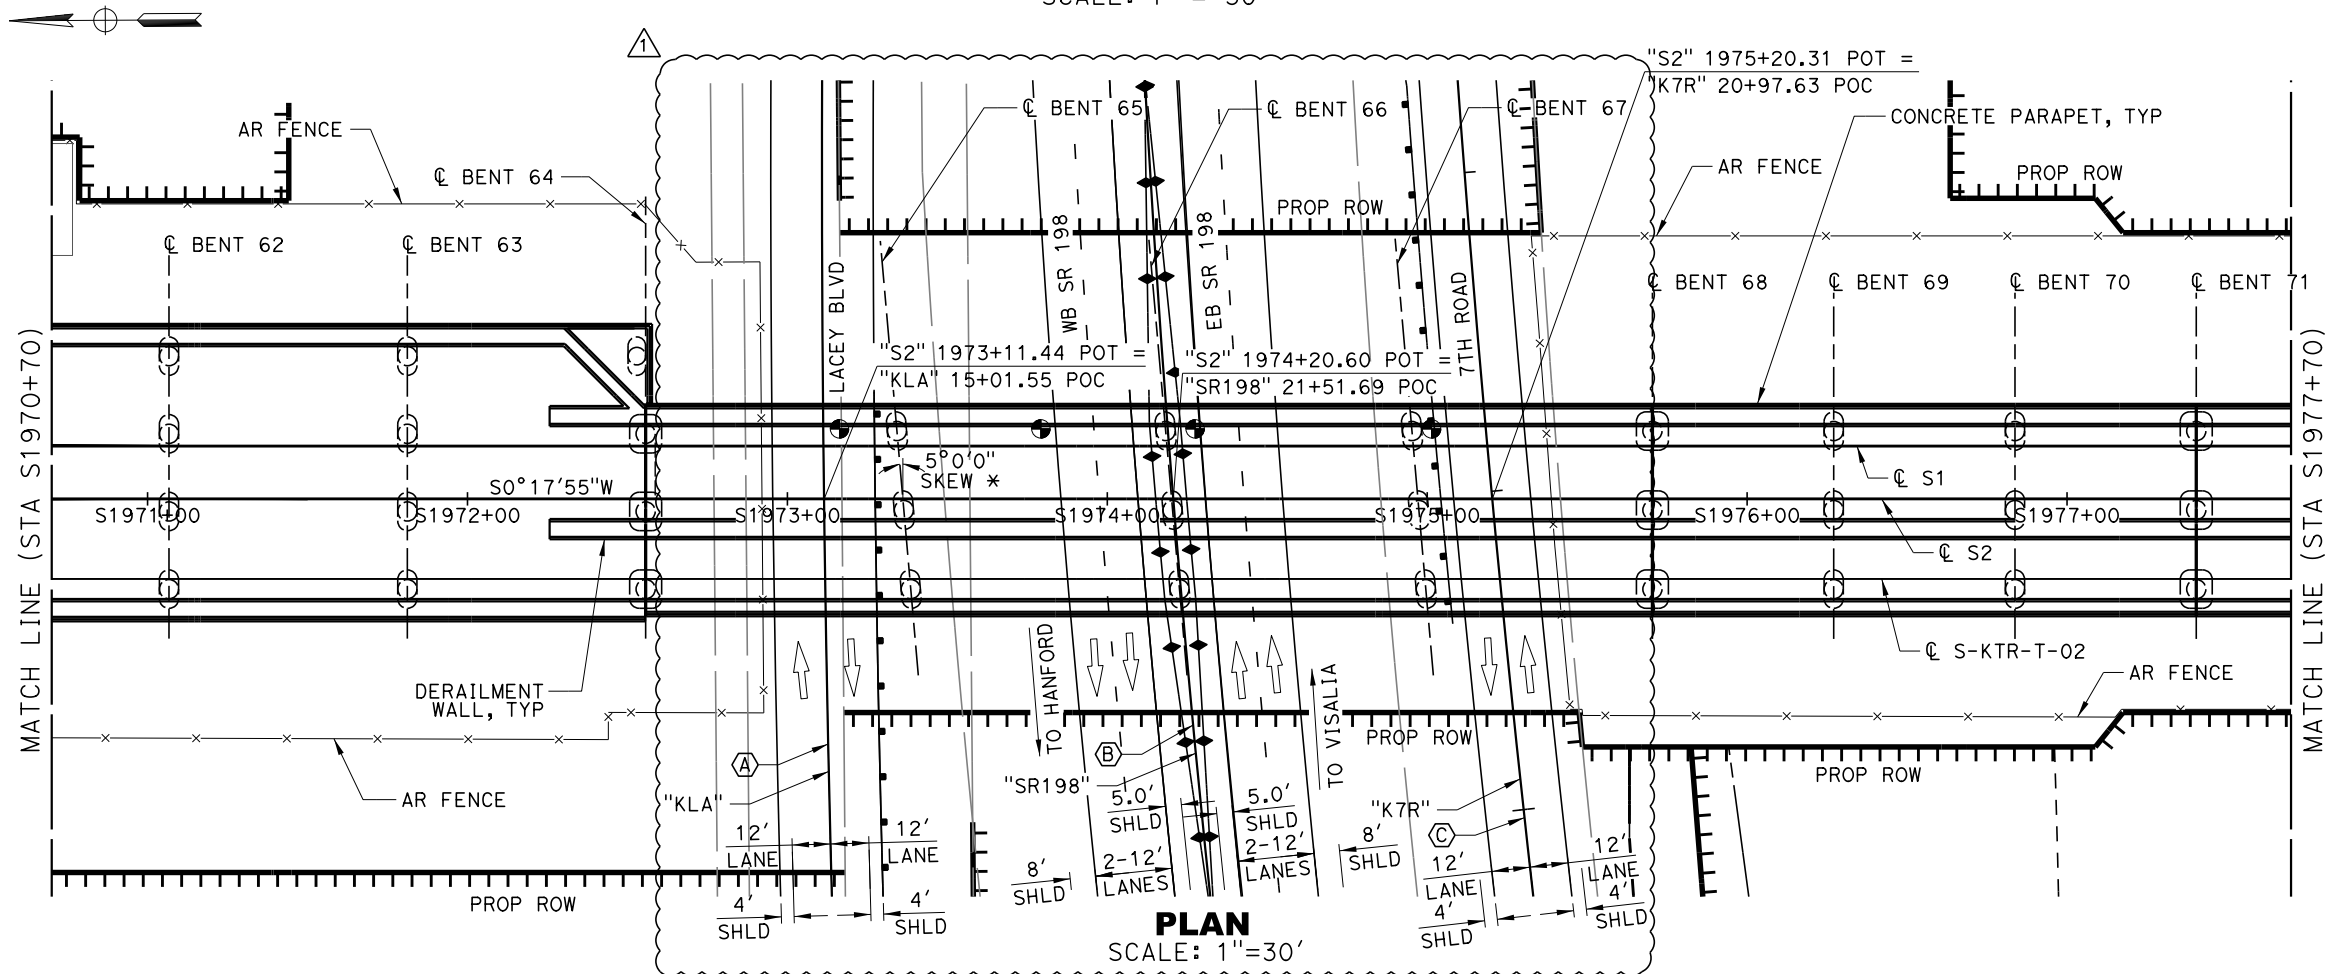 1
"S2" 1975+20.31 POT =
"K7R" 20+97.63 POC
AR FENCE
℄ BENT 65
℄ BENT 66
℄ BENT 67
CONCRETE PARAPET, TYP
℄ BENT 64
AR FENCE
PROP ROW
PROP ROW
℄ BENT 62
℄ BENT 63
LACEY BLVD
WB SR 198
EB SR 198
7TH ROAD
℄ BENT 68
℄ BENT 69
℄ BENT 70
℄ BENT 71
MATCH LINE (STA S1970+70)
MATCH LINE (STA S1977+70)
"S2" 1973+11.44 POT =
"KLA" 15+01.55 POC
"S2" 1974+20.60 POT =
"SR198" 21+51.69 POC
5°0'0"
SKEW *
S0°17'55"W
℄ S1
S1971+00
S1972+00
S1973+00
S1974+00
S1975+00
S1976+00
S1977+00
℄ S2
℄ S-KTR-T-02
DERAILMENT
WALL, TYP
TO HANFORD
TO VISALIA
AR FENCE
PROP ROW
A
B
"SR198"
PROP ROW
AR FENCE
"KLA"
"K7R"
C
5.0'
SHLD
5.0'
SHLD
12'
LANE
12'
LANE
8'
SHLD
2-12'
LANES
2-12'
LANES
8'
SHLD
12'
LANE
12'
LANE
4'
SHLD
4'
SHLD
4'
SHLD
4'
SHLD
PROP ROW
PLAN
SCALE: 1"=30'